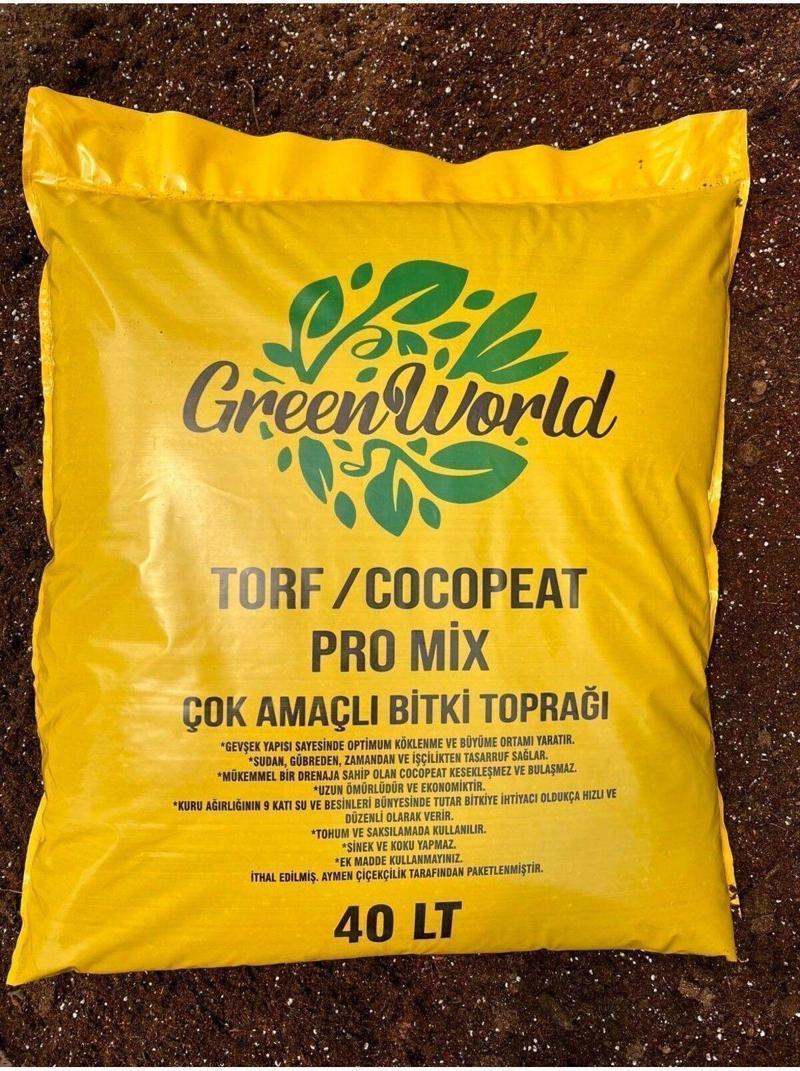 GreenWorld
TORF / COCOPEAT
PRO MİX
ÇOK AMAÇLI BİTKİ TOPRAĞI
*GEVŞEK YAPISI SAYESİNDE OPTİMUM KÖKLENME VE BÜYÜME ORTAMI YARATIR.
*SUDAN, GÜBREDEN, ZAMANDAN VE İŞÇİLİKTEN TASARRUF SAĞLAR.
*MÜKEMMEL BİR DRENAJA SAHİP OLAN COCOPEAT KESEKLEŞMEZ VE BULAŞMAZ.
*UZUN ÖMÜRLÜDÜR VE EKONOMİKTİR.
*KURU AĞIRLIĞININ 9 KATI SU VE BESİNLERİ BÜNYESİNDE TUTAR BİTKİYE İHTİYACI OLDUKÇA HIZLI VE
DÜZENLİ OLARAK VERİR.
*TOHUM VE SAKSILAMADA KULLANILIR.
*SİNEK VE KOKU YAPMAZ.
*EK MADDE KULLANMAYINIZ.
İTHAL EDİLMİŞ. AYMEN ÇİÇEKÇİLİK TARAFINDAN PAKETLENMİŞTİR.
40 LT